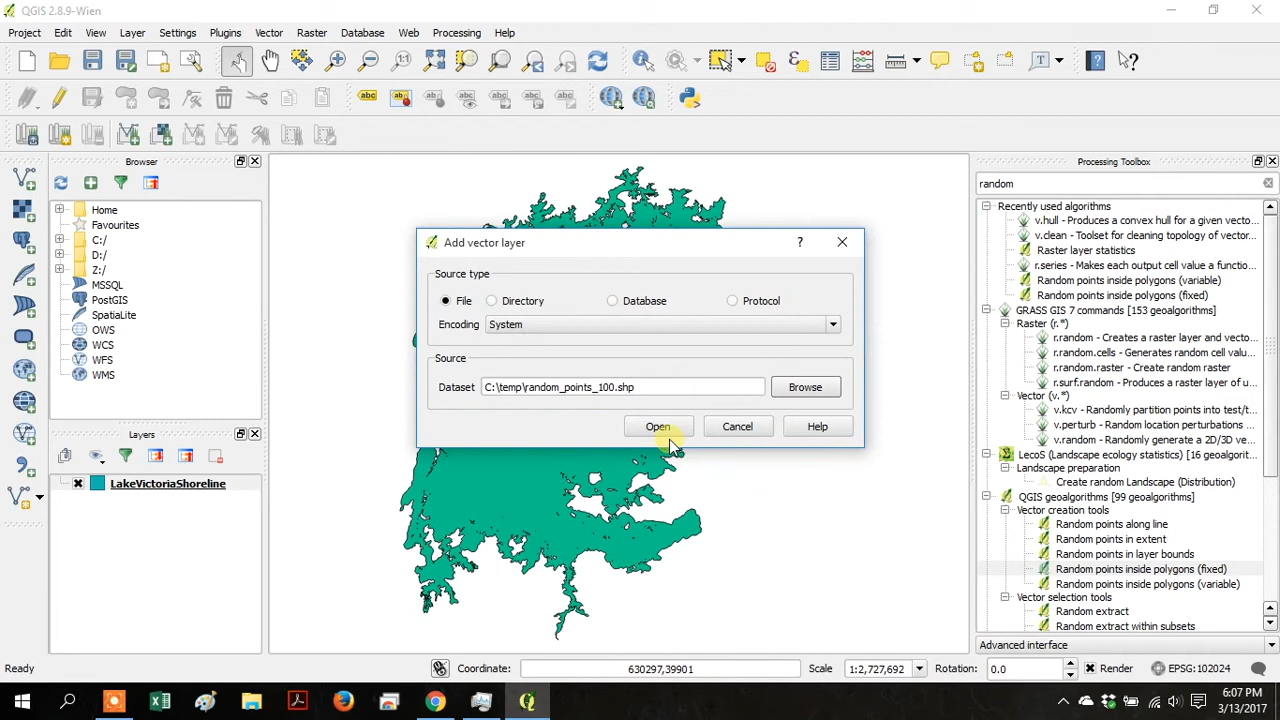 QGIS 2.8.9-Wien
Project Edit View Layer Settings Plugins Vector Raster Database Web Processing Help
Browser
Home
Favourites
C:/
D:/
Z:/
MSSQL
PostGIS
SpatiaLite
OWS
WCS
WFS
WMS
Layers
LakeVictoriaShoreline
Add vector layer
Source type
File Directory Database Protocol
Encoding System
Source
Dataset C:\temp\random_points_100.shp Browse
Open Cancel Help
Processing Toolbox
random
Recently used algorithms
v.hull - Produces a convex hull for a given vecto...
v.clean - Toolset for cleaning topology of vector...
Raster layer statistics
r.series - Makes each output cell value a function...
Random points inside polygons (variable)
Random points inside polygons (fixed)
GRASS GIS 7 commands [153 geoalgorithms]
Raster (r.*)
r.random - Creates a raster layer and vecto...
r.random.cells - Generates random cell valu...
r.random.raster - Create random raster
r.surf.random - Produces a raster layer of u...
Vector (v.*)
v.kcv - Randomly partition points into test/t...
v.perturb - Random location perturbations ...
v.random - Randomly generate a 2D/3D ve...
LecoS (Landscape ecology statistics) [16 geoalgorith...
Landscape preparation
Create random Landscape (Distribution)
QGIS geoalgorithms [99 geoalgorithms]
Vector creation tools
Random points along line
Random points in extent
Random points in layer bounds
Random points inside polygons (fixed)
Random points inside polygons (variable)
Vector selection tools
Random extract
Random extract within subsets
Advanced interface
Ready Coordinate: 630297,39901 Scale 1:2,727,692 Rotation: 0.0 Render EPSG:102024
6:07 PM
3/13/2017